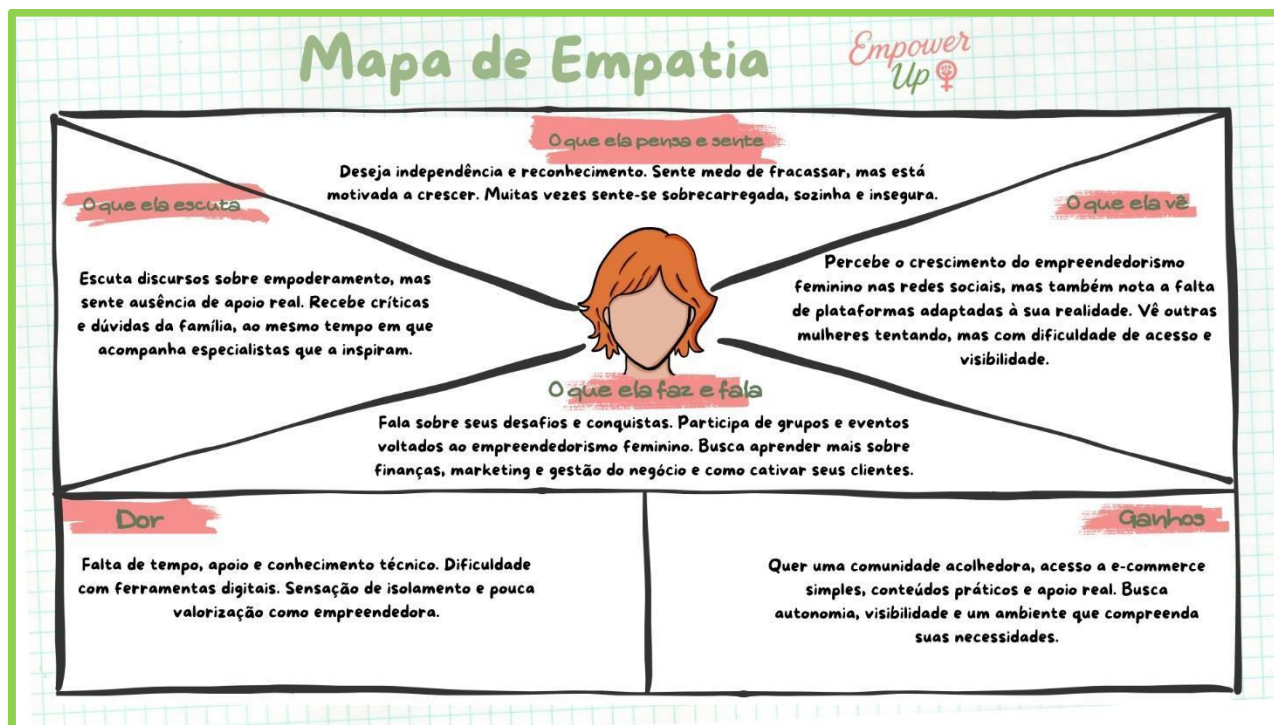 Mapa de Empatia
Empower
Up
O que ela pensa e sente
Deseja independência e reconhecimento. Sente medo de fracassar, mas está
motivada a crescer. Muitas vezes sente-se sobrecarregada, sozinha e insegura.
O que ela escuta
Escuta discursos sobre empoderamento, mas
sente ausência de apoio real. Recebe críticas
e dúvidas da família, ao mesmo tempo em que
acompanha especialistas que a inspiram.
O que ela vê
Percebe o crescimento do empreendedorismo
feminino nas redes sociais, mas também nota a falta
de plataformas adaptadas à sua realidade. Vê outras
mulheres tentando, mas com dificuldade de acesso e
visibilidade.
O que ela faz e fala
Fala sobre seus desafios e conquistas. Participa de grupos e eventos
voltados ao empreendedorismo feminino. Busca aprender mais sobre
finanças, marketing e gestão do negócio e como cativar seus clientes.
Dor
Falta de tempo, apoio e conhecimento técnico. Dificuldade
com ferramentas digitais. Sensação de isolamento e pouca
valorização como empreendedora.
Ganhos
Quer uma comunidade acolhedora, acesso a e-commerce
simples, conteúdos práticos e apoio real. Busca
autonomia, visibilidade e um ambiente que compreenda
suas necessidades.